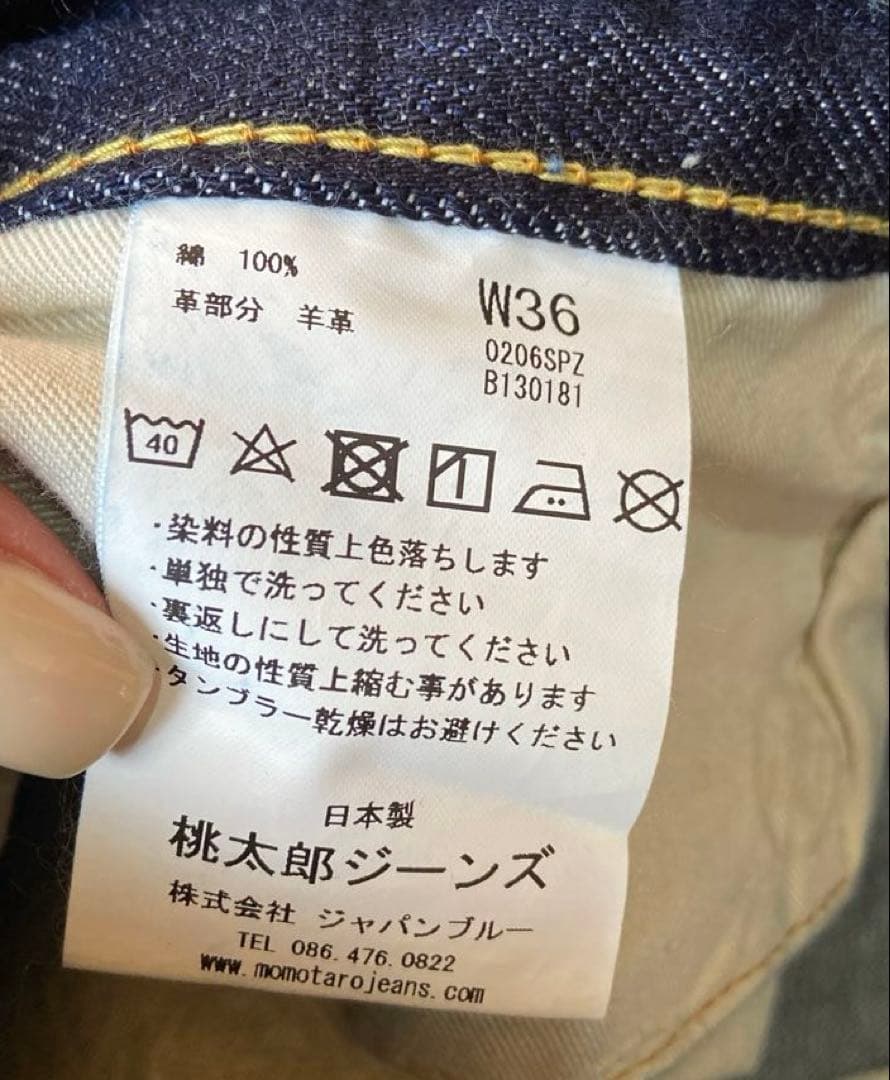 綿 100%
革部分 羊革
W36
0206SPZ
B130181
40
・染料の性質上色落ちします
・単独で洗ってください
・裏返しにして洗ってください
・生地の性質上縮む事があります
・タンブラー乾燥はお避けください
日本製
桃太郎ジーンズ
株式会社 ジャパンブルー
TEL 086.476.0822
www.momotarojeans.com